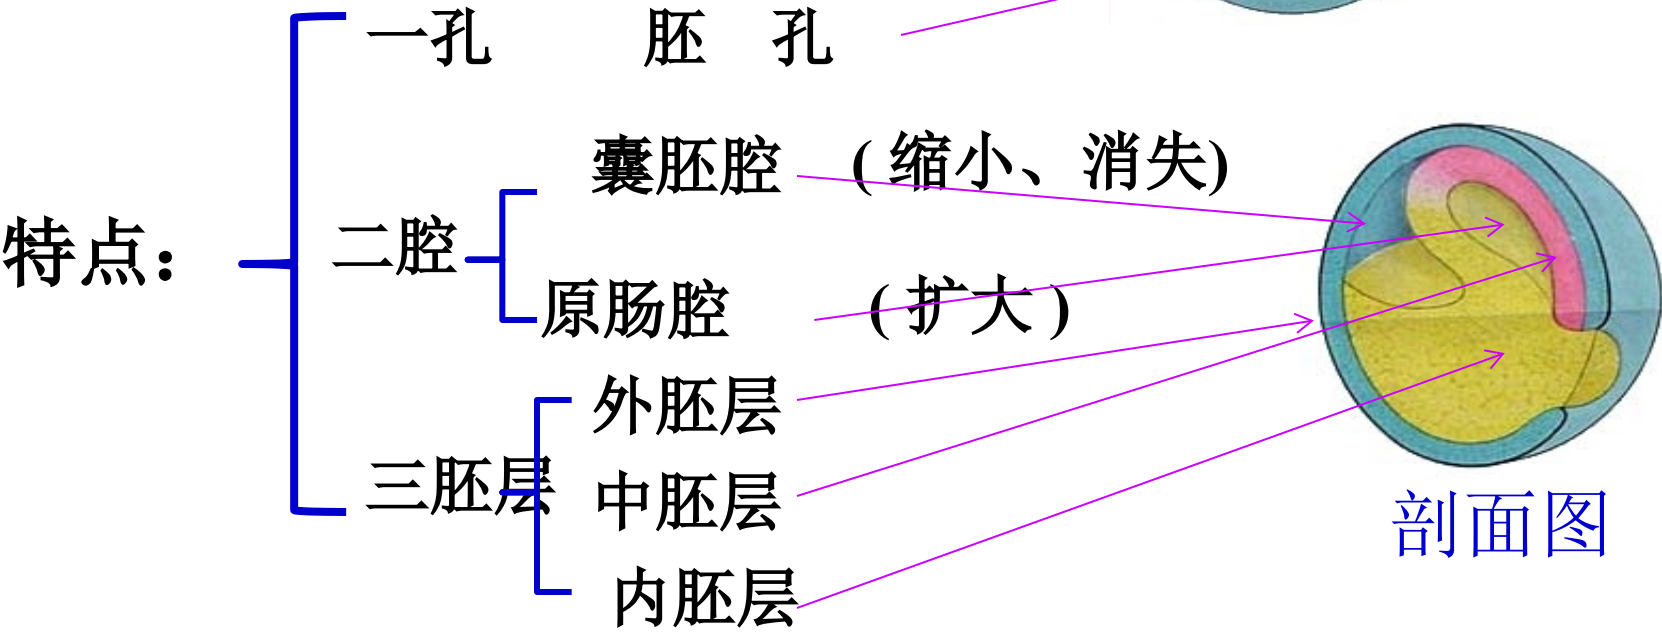 一孔 胚 孔
囊胚腔 ( 缩小、消失)
特点： 二腔
原肠腔 ( 扩大 )
外胚层
三胚层 中胚层
剖面图
内胚层